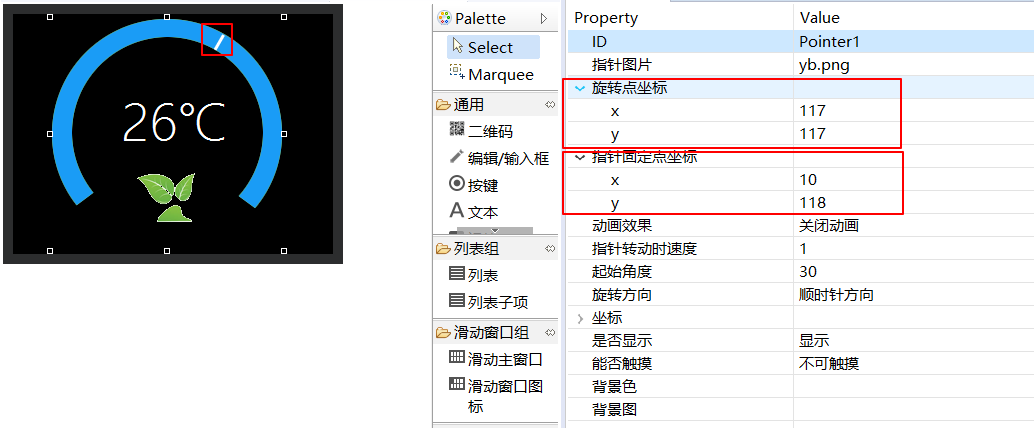 26℃
Palette
Select
Marquee
通用
二维码
编辑/输入框
按键
文本
列表组
列表
列表子项
滑动窗口组
滑动主窗口
滑动窗口图
标
Property Value
ID Pointer1
指针图片 yb.png
旋转点坐标
x 117
y 117
指针固定点坐标
x 10
y 118
动画效果 关闭动画
指针转动时速度 1
起始角度 30
旋转方向 顺时针方向
坐标
是否显示 显示
能否触摸 不可触摸
背景色
背景图